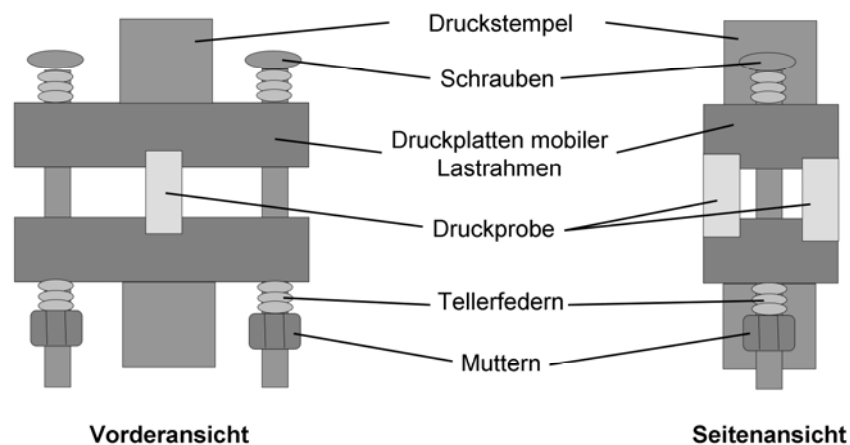 Druckstempel
Schrauben
Druckplatten mobiler
Lastrahmen
Druckprobe
Tellerfedern
Muttern
Vorderansicht
Seitenansicht